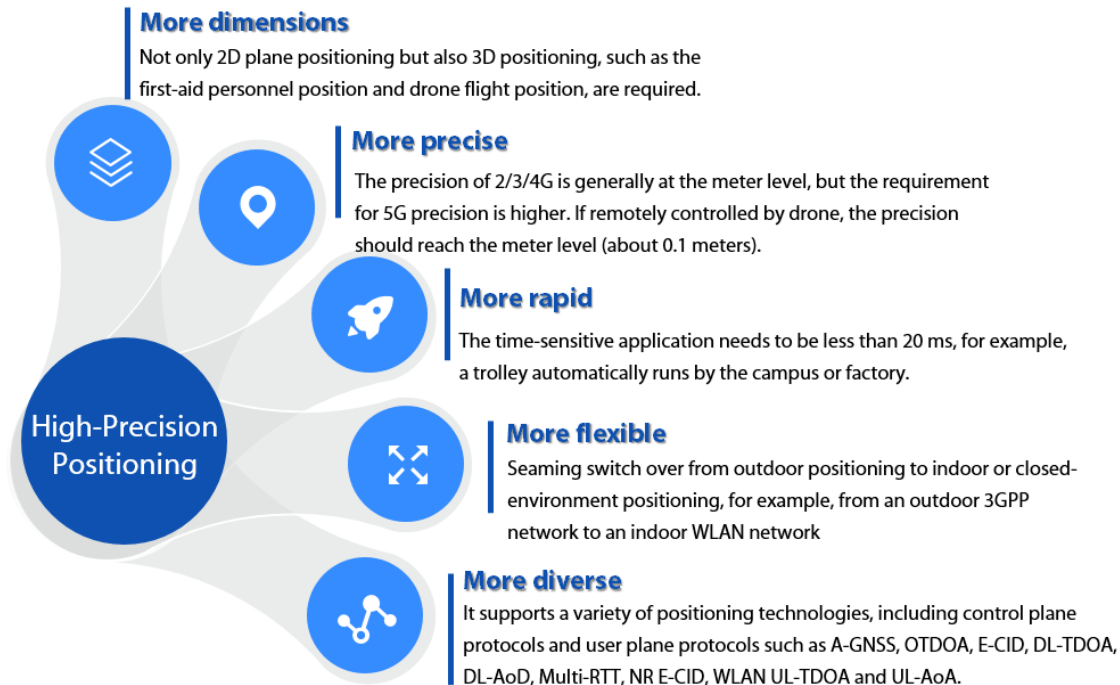 More dimensions
Not only 2D plane positioning but also 3D positioning, such as the
first-aid personnel position and drone flight position, are required.
More precise
The precision of 2/3/4G is generally at the meter level, but the requirement
for 5G precision is higher. If remotely controlled by drone, the precision
should reach the meter level (about 0.1 meters).
More rapid
The time-sensitive application needs to be less than 20 ms, for example,
a trolley automatically runs by the campus or factory.
High-Precision
Positioning
More flexible
Seaming switch over from outdoor positioning to indoor or closed-
environment positioning, for example, from an outdoor 3GPP
network to an indoor WLAN network
More diverse
It supports a variety of positioning technologies, including control plane
protocols and user plane protocols such as A-GNSS, OTDOA, E-CID, DL-TDOA,
DL-AoD, Multi-RTT, NR E-CID, WLAN UL-TDOA and UL-AoA.